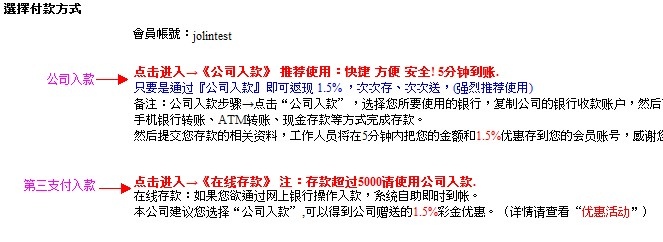 選擇付款方式
會員帳號：jolintest
公司入款
点击进入→《公司入款》 推荐使用：快捷 方便 安全! 5分钟到账.
只要是通过『公司入款』即可返现 1.5% ，次次存、次次送，(强烈推荐使用)
备注：公司入款步骤→点击“公司入款”，选择您所要使用的银行，复制公司的银行收款账户，然后
手机银行转账、ATM转账、现金存款等方式完成存款。
然后提交您存款的相关资料，工作人员将在5分钟内把您的金额和1.5%优惠存到您的会员账号，感谢您
第三支付入款
点击进入→《在线存款》 注：存款超过5000请使用公司入款.
在线存款：如果您欲通过网上银行操作入款，系统自助即时到帐。
本公司建议您选择“公司入款”,可以得到公司赠送的1.5%彩金优惠。（详情请查看“优惠活动”）